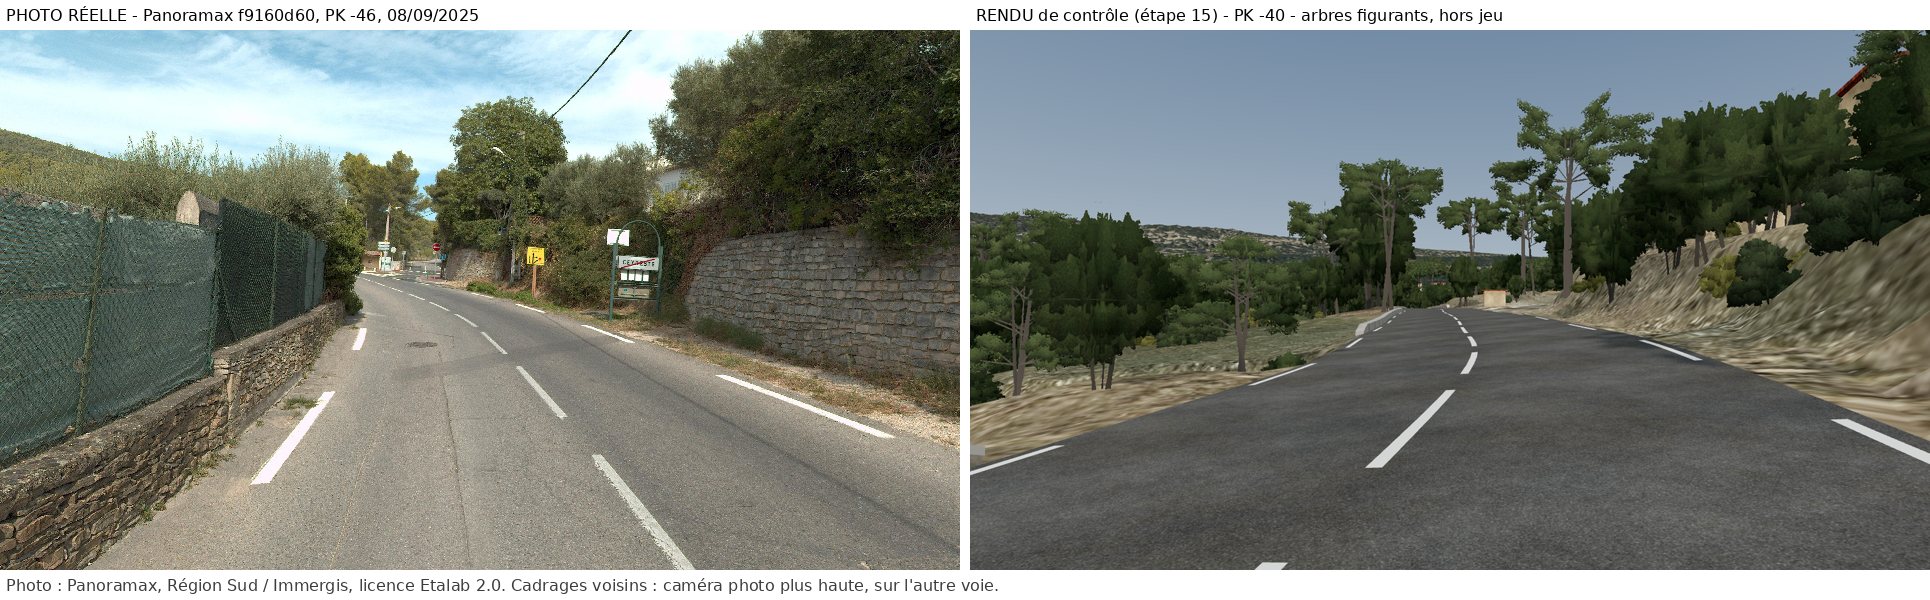 PHOTO RÉELLE - Panoramax f9160d60, PK -46, 08/09/2025
RENDU de contrôle (étape 15) - PK -40 - arbres figurants, hors jeu
CEYRESTE
Photo : Panoramax, Région Sud / Immergis, licence Etalab 2.0. Cadrages voisins : caméra photo plus haute, sur l'autre voie.